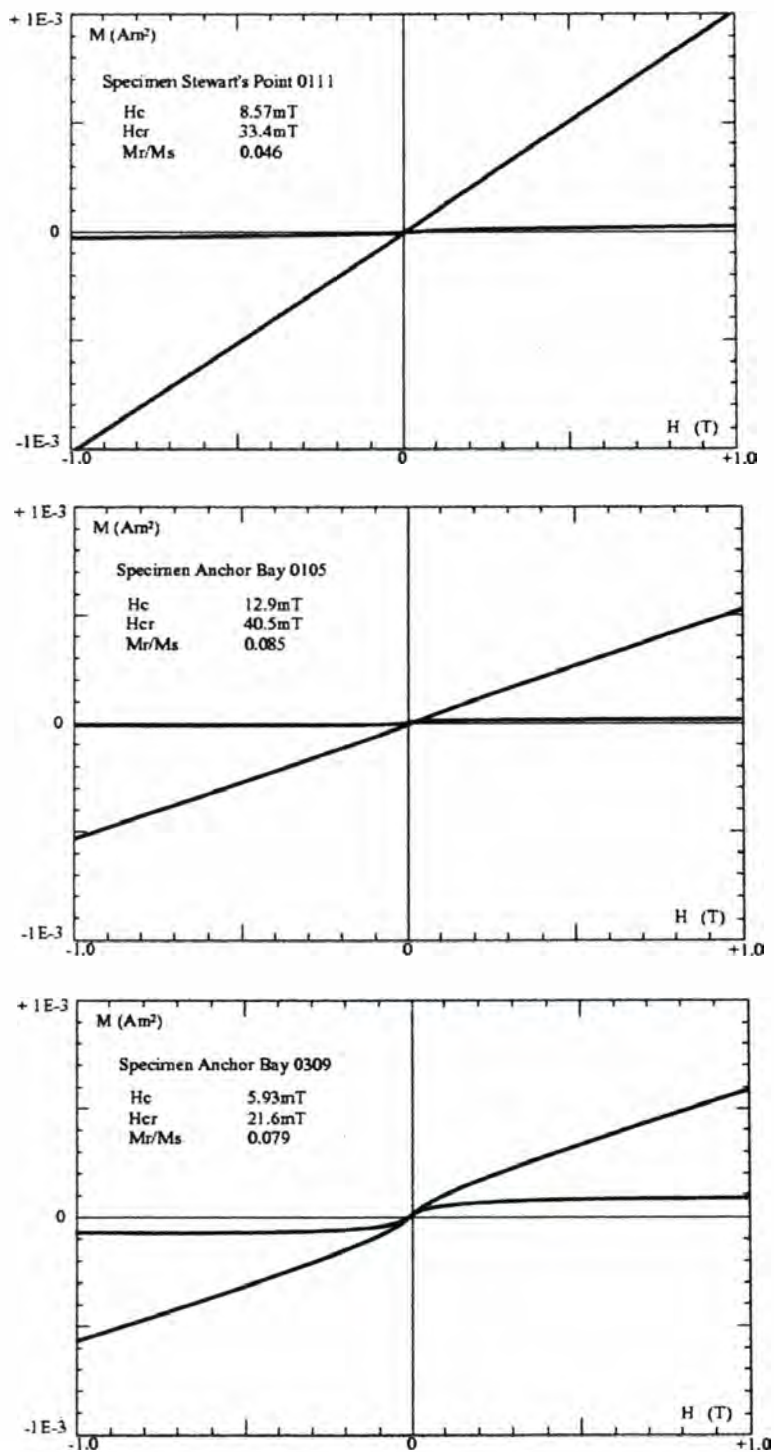 + 1E-3
M (Am²)
Specimen Stewart's Point 0111
Hc 8.57mT
Hcr 33.4mT
Mr/Ms 0.046
0
H (T)
-1E-3
-1.0 0 +1.0
+ 1E-3
M (Am²)
Specimen Anchor Bay 0105
Hc 12.9mT
Hcr 40.5mT
Mr/Ms 0.085
0
H (T)
-1E-3
-1.0 0 +1.0
+ 1E-3
M (Am²)
Specimen Anchor Bay 0309
Hc 5.93mT
Hcr 21.6mT
Mr/Ms 0.079
0
H (T)
-1E-3
-1.0 0 +1.0